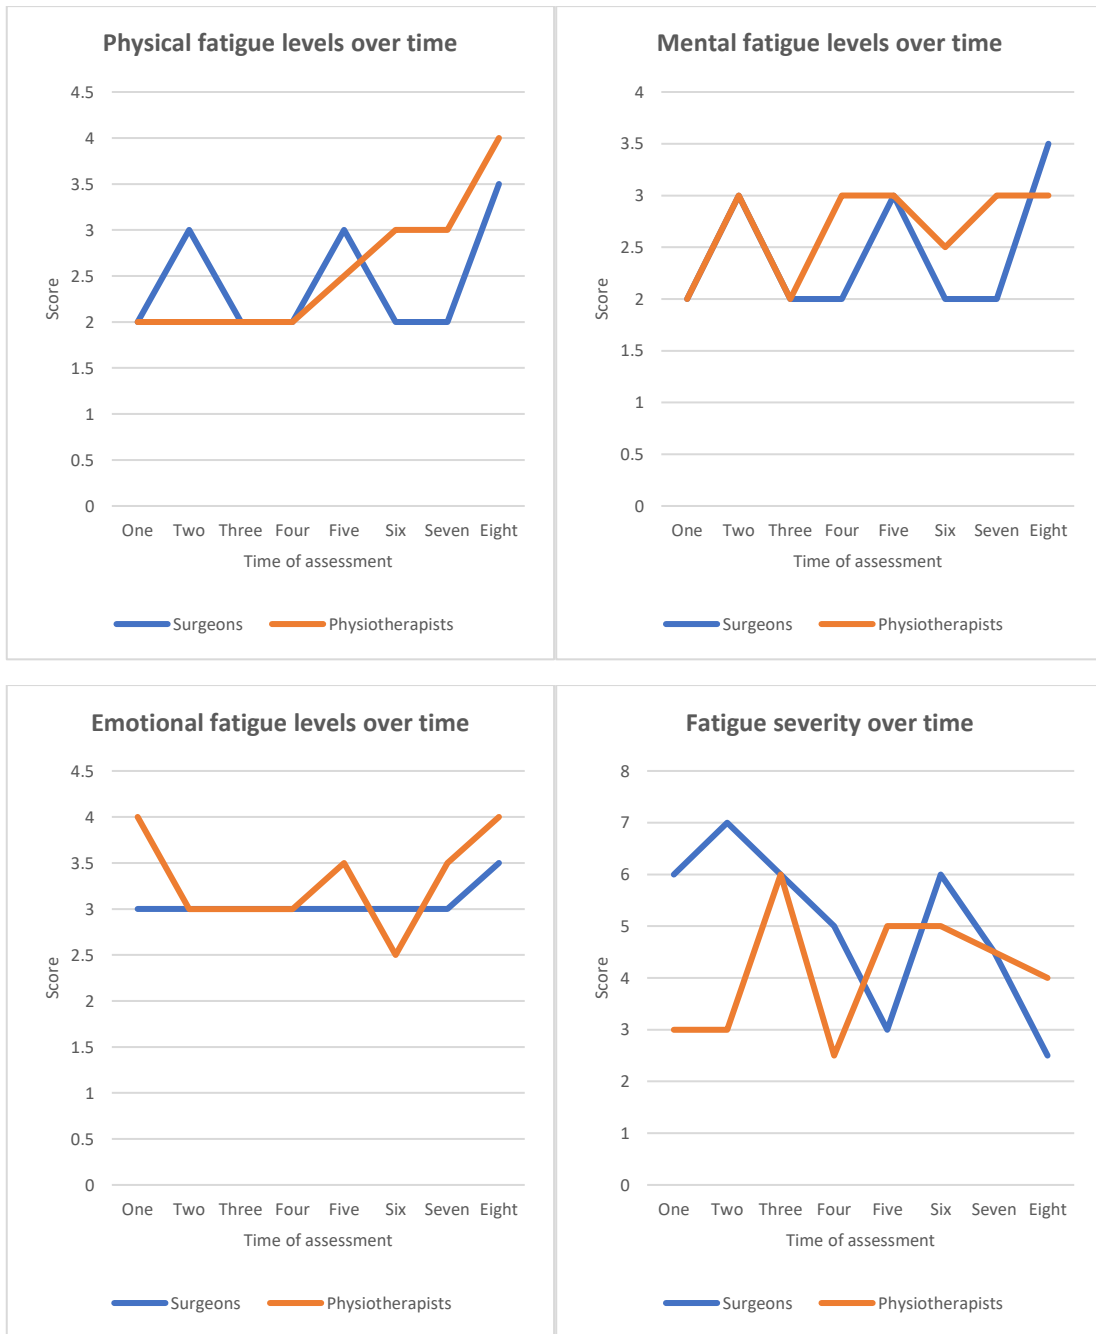 Physical fatigue levels over time
4.5
4
3.5
3
2.5
2
1.5
1
0.5
0
Score
One Two Three Four Five Six Seven Eight
Time of assessment
Surgeons Physiotherapists
Mental fatigue levels over time
4
3.5
3
2.5
2
1.5
1
0.5
0
Score
One Two Three Four Five Six Seven Eight
Time of assessment
Surgeons Physiotherapists
Emotional fatigue levels over time
4.5
4
3.5
3
2.5
2
1.5
1
0.5
0
Score
One Two Three Four Five Six Seven Eight
Time of assessment
Surgeons Physiotherapists
Fatigue severity over time
8
7
6
5
4
3
2
1
0
Score
One Two Three Four Five Six Seven Eight
Time of assessment
Surgeons Physiotherapists